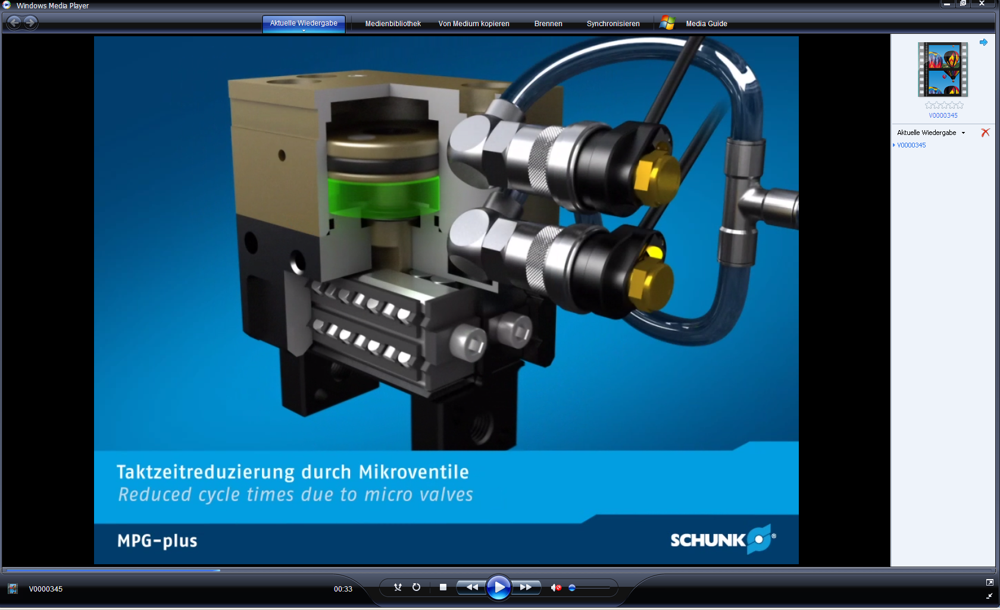 Windows Media Player
Aktuelle Wiedergabe
Medienbibliothek
Von Medium kopieren
Brennen
Synchronisieren
Media Guide
V0000345
Aktuelle Wiedergabe
V0000345
Taktzeitreduzierung durch Mikroventile
Reduced cycle times due to micro valves
MPG-plus
SCHUNK ®
V0000345
00:33